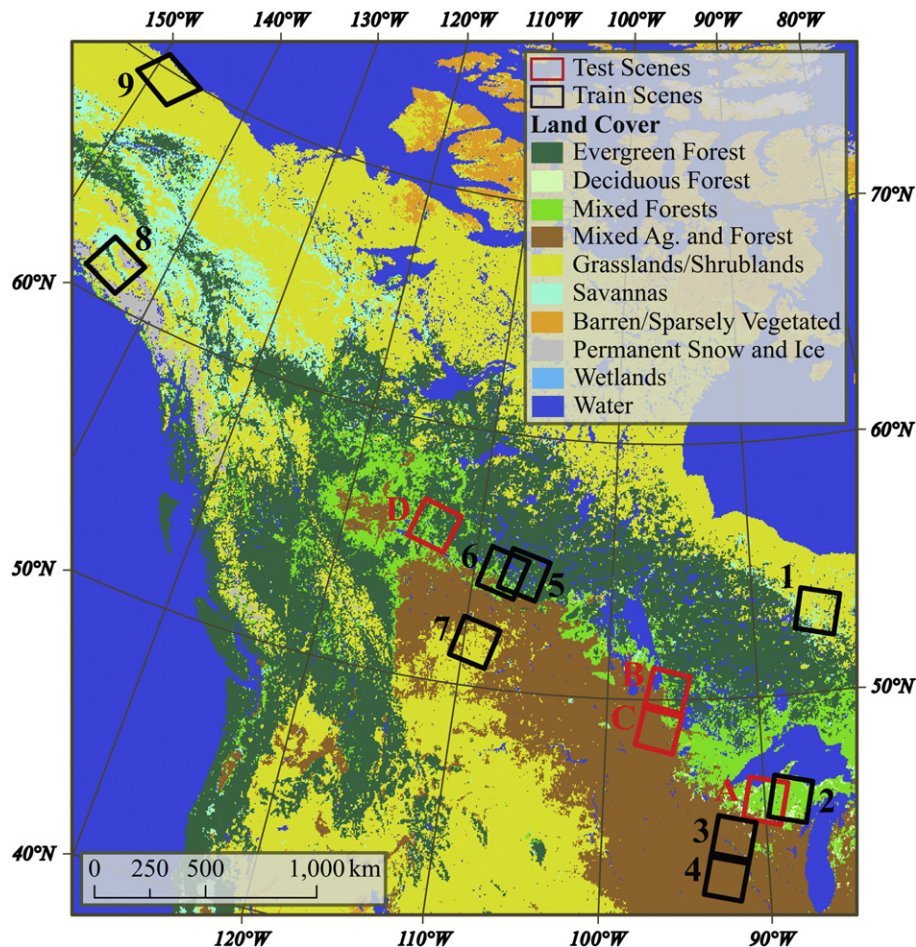 150°W 140°W 130°W 120°W 110°W 100°W 90°W 80°W
9
Test Scenes
Train Scenes
Land Cover
Evergreen Forest
Deciduous Forest
Mixed Forests
Mixed Ag. and Forest
Grasslands/Shrublands
Savannas
Barren/Sparsely Vegetated
Permanent Snow and Ice
Wetlands
Water
70°N
8
60°N
60°N
D
6
5
50°N
1
7
B
50°N
C
A
2
3
4
40°N
0 250 500 1,000 km
120°W 110°W 100°W 90°W